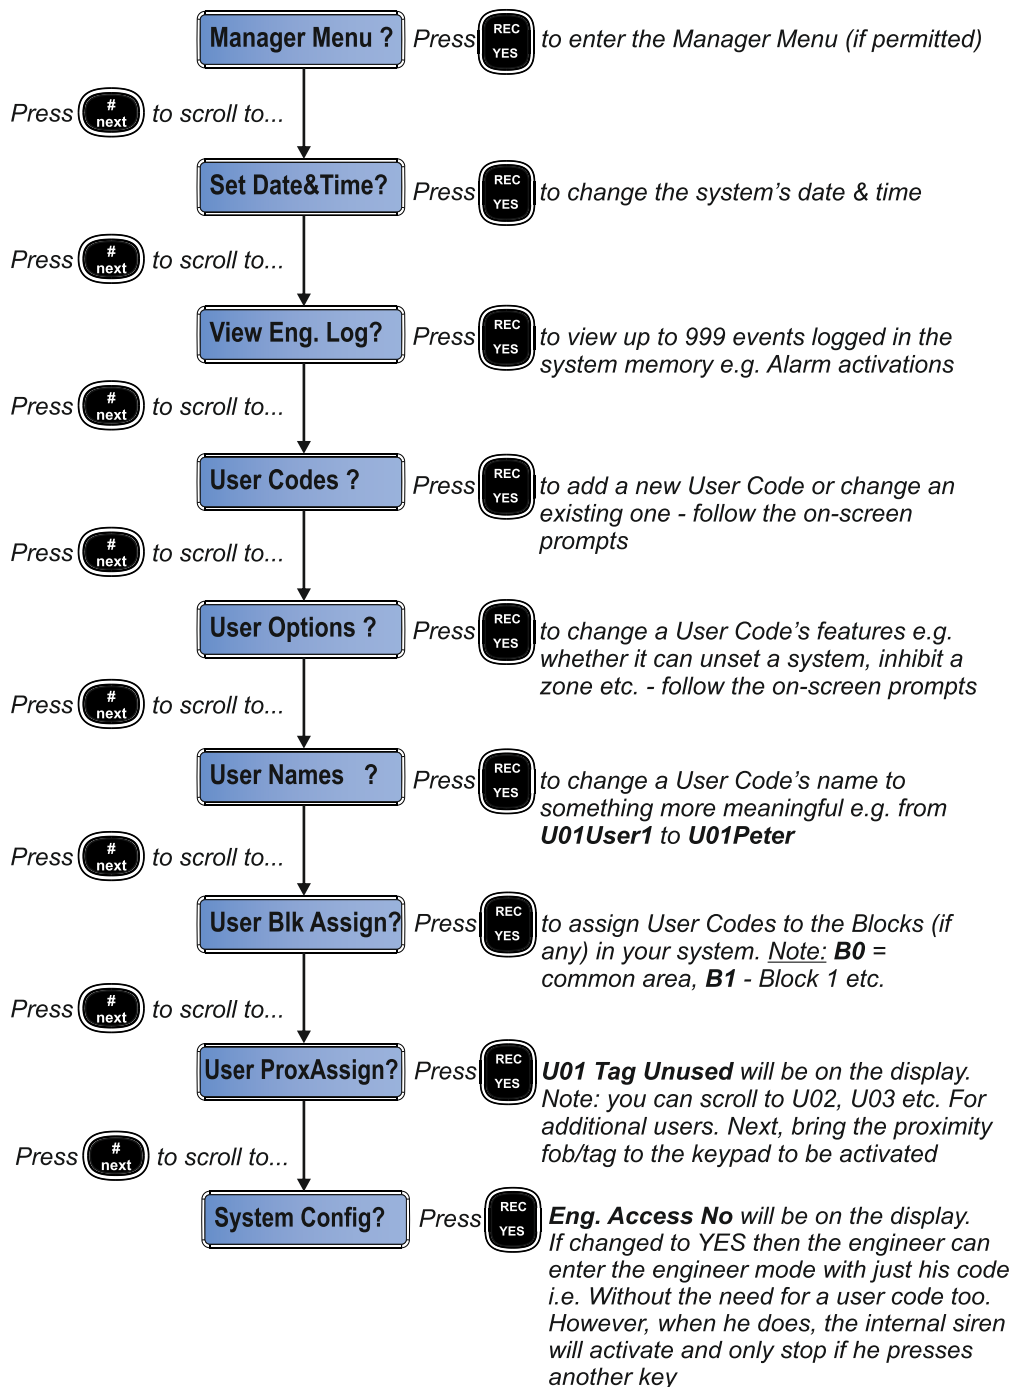 Manager Menu ? Press REC YES to enter the Manager Menu (if permitted)
Press # next to scroll to...
Set Date&Time? Press REC YES to change the system's date & time
Press # next to scroll to...
View Eng. Log? Press REC YES to view up to 999 events logged in the
system memory e.g. Alarm activations
Press # next to scroll to...
User Codes ? Press REC YES to add a new User Code or change an
existing one - follow the on-screen
prompts
Press # next to scroll to...
User Options ? Press REC YES to change a User Code's features e.g.
whether it can unset a system, inhibit a
zone etc. - follow the on-screen prompts
Press # next to scroll to...
User Names ? Press REC YES to change a User Code's name to
something more meaningful e.g. from
U01User1 to U01Peter
Press # next to scroll to...
User Blk Assign? Press REC YES to assign User Codes to the Blocks (if
any) in your system. Note: B0 =
common area, B1 - Block 1 etc.
Press # next to scroll to...
User ProxAssign? Press REC YES U01 Tag Unused will be on the display.
Note: you can scroll to U02, U03 etc. For
additional users. Next, bring the proximity
fob/tag to the keypad to be activated
Press # next to scroll to...
System Config? Press REC YES Eng. Access No will be on the display.
If changed to YES then the engineer can
enter the engineer mode with just his code
i.e. Without the need for a user code too.
However, when he does, the internal siren
will activate and only stop if he presses
another key